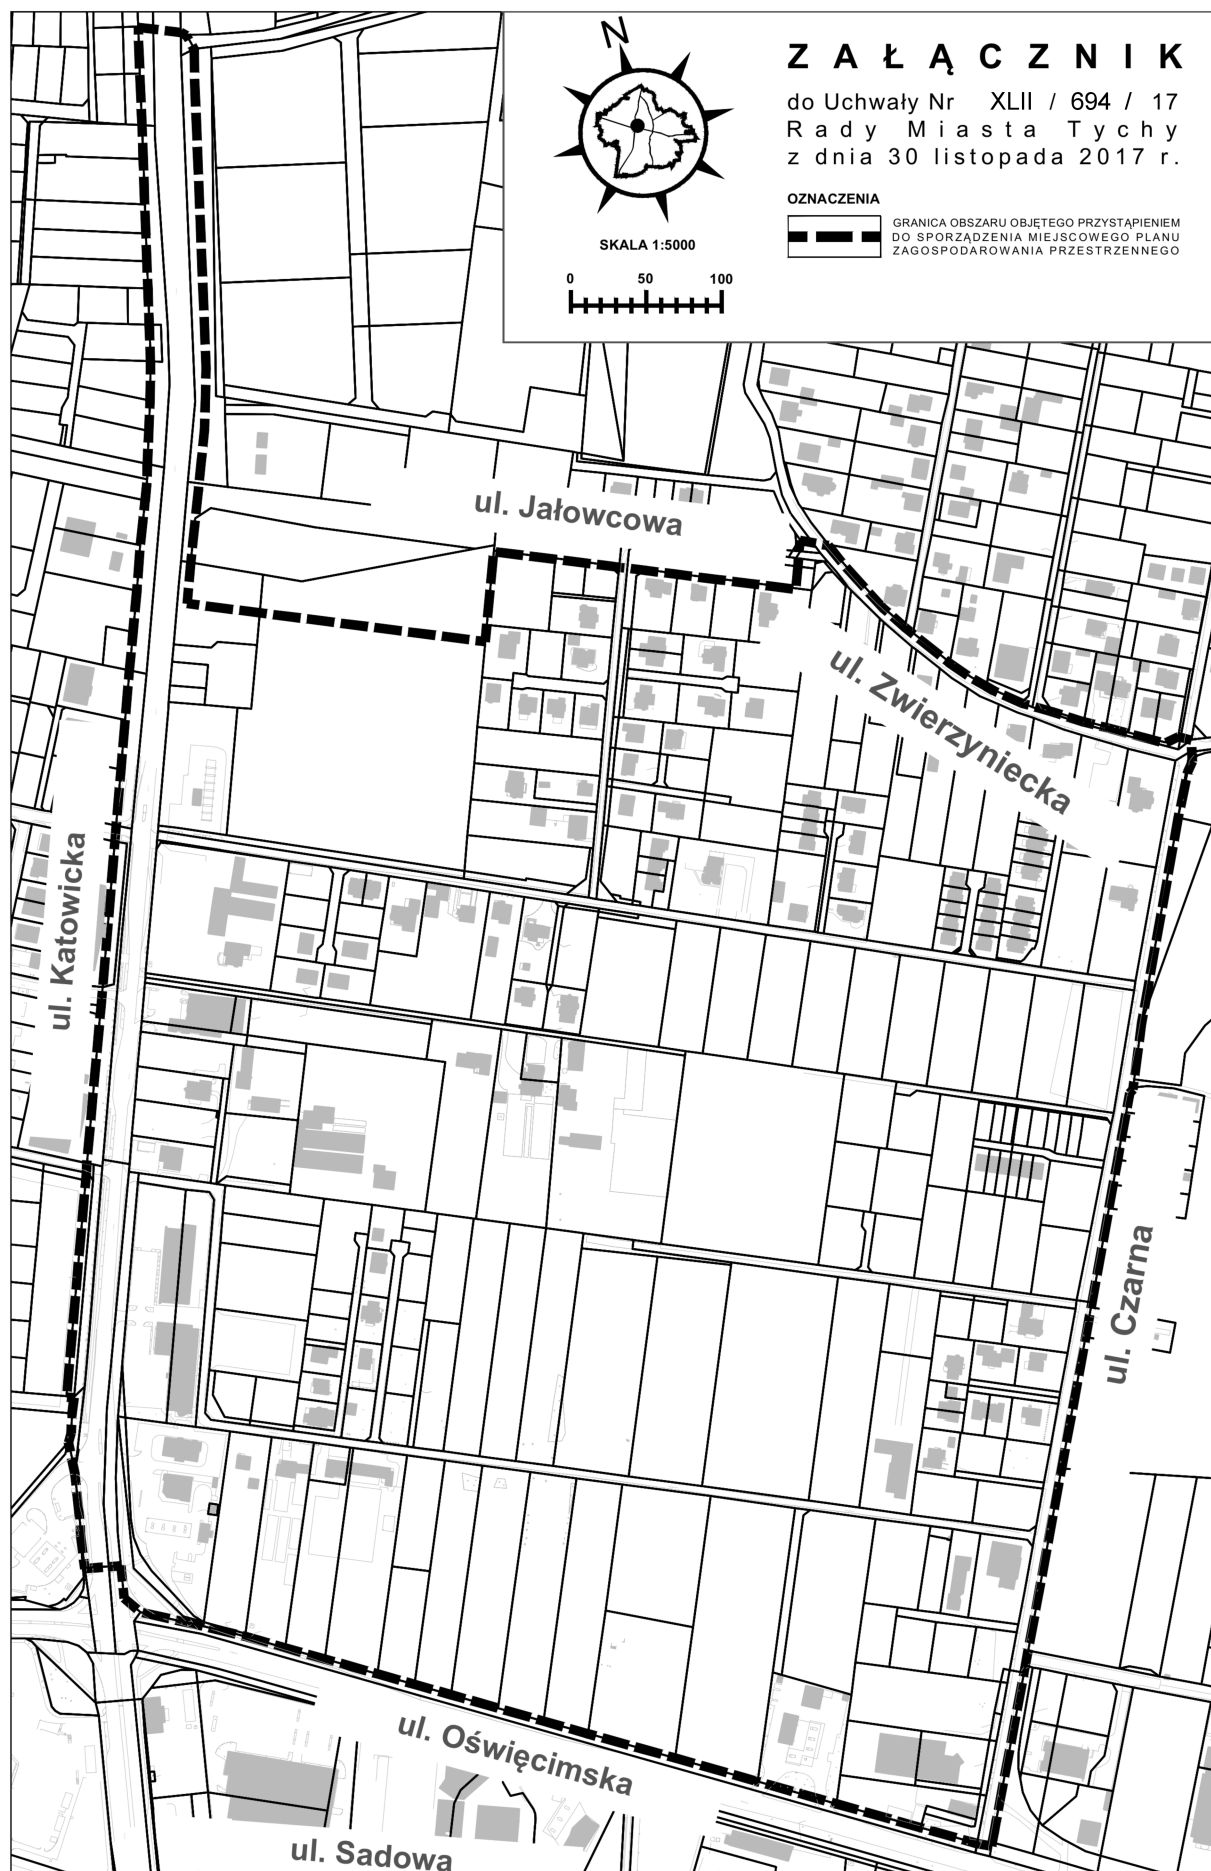 N
Z A Ł Ą C Z N I K
do Uchwały Nr XLII / 694 / 17
Rady Miasta Tychy
z dnia 30 listopada 2017 r.
OZNACZENIA
GRANICA OBSZARU OBJĘTEGO PRZYSTĄPIENIEM
DO SPORZĄDZENIA MIEJSCOWEGO PLANU
ZAGOSPODAROWANIA PRZESTRZENNEGO
SKALA 1:5000
0 50 100
ul. Jałowcowa
ul. Zwierzyniecka
ul. Katowicka
ul. Czarna
ul. Oświęcimska
ul. Sadowa